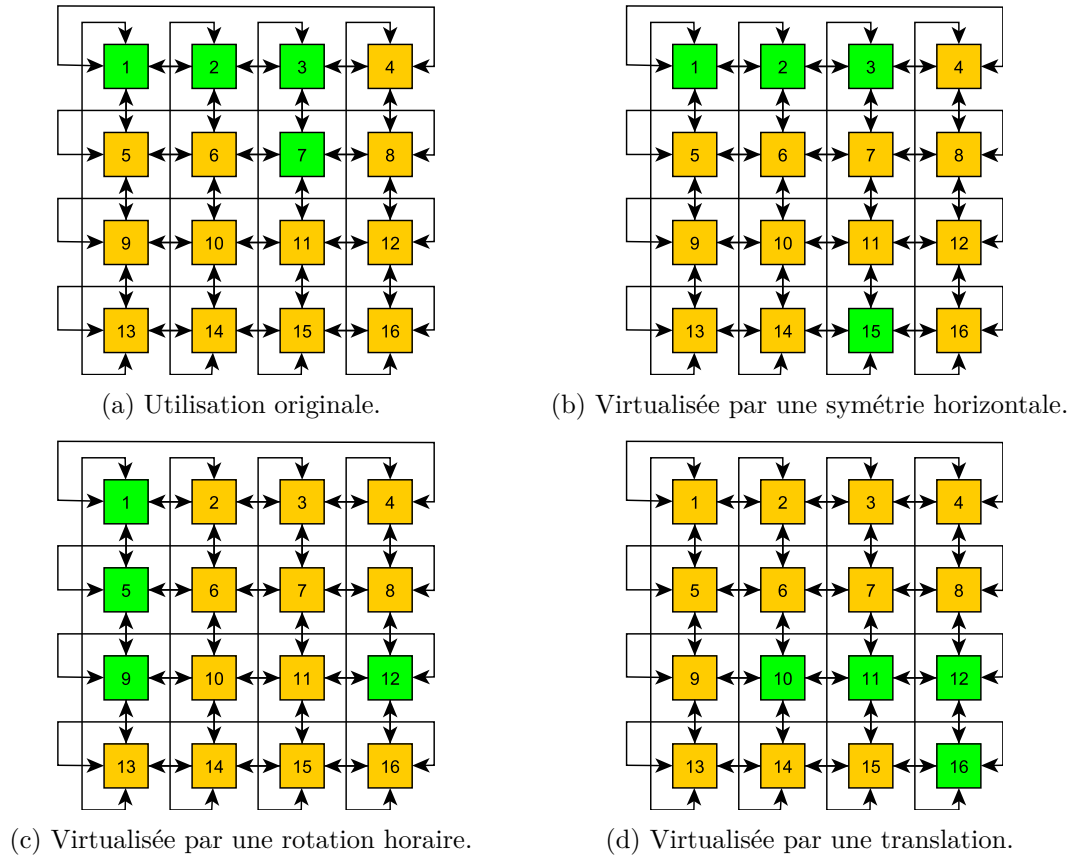 1 2 3 4
5 6 7 8
9 10 11 12
13 14 15 16
(a) Utilisation originale.
1 2 3 4
5 6 7 8
9 10 11 12
13 14 15 16
(b) Virtualisée par une symétrie horizontale.
1 2 3 4
5 6 7 8
9 10 11 12
13 14 15 16
(c) Virtualisée par une rotation horaire.
1 2 3 4
5 6 7 8
9 10 11 12
13 14 15 16
(d) Virtualisée par une translation.